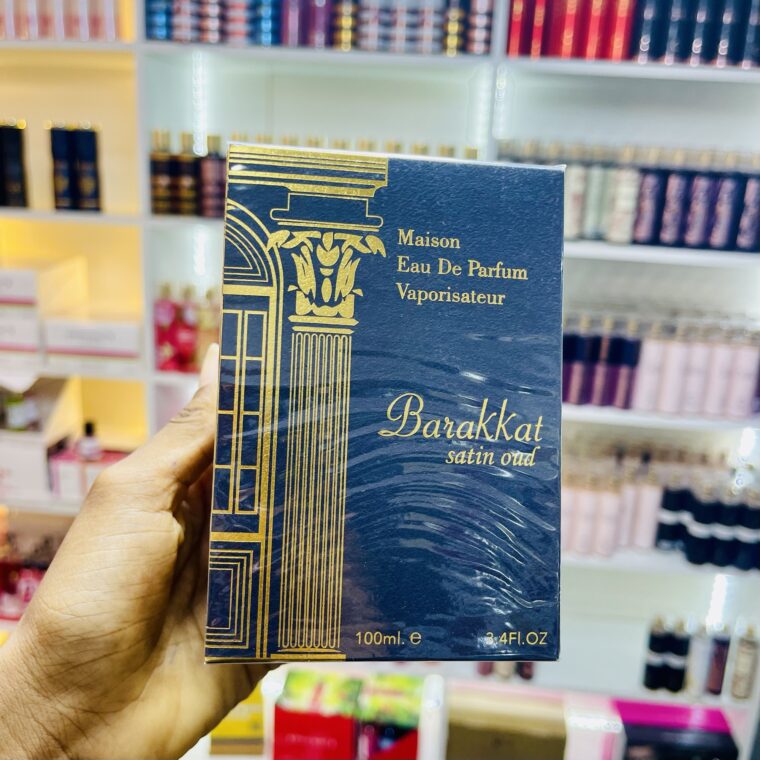 Maison
Eau De Parfum
Vaporisateur
Barakkat
satin oud
100ml. e
3.4Fl.OZ